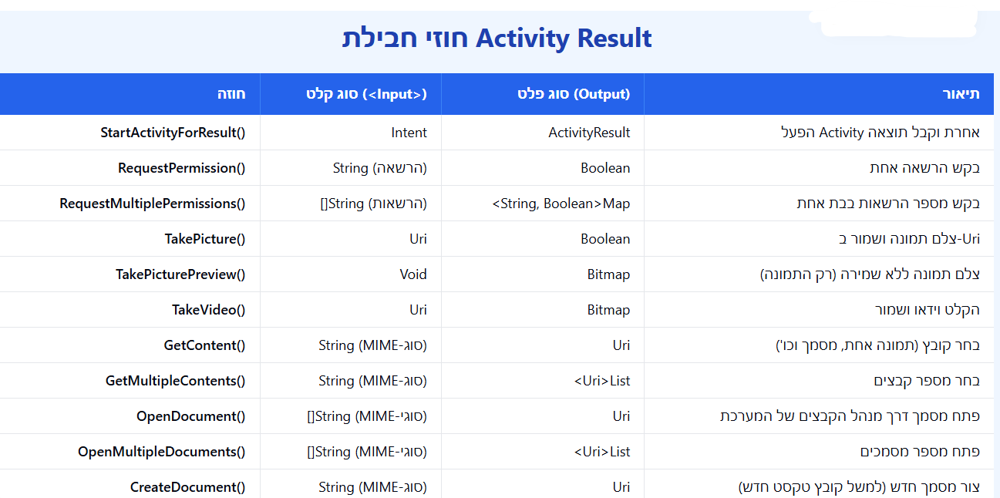 חוזי חבילת Activity Result
חוזה | סוג קלט (<Input>) | סוג פלט (Output) | תיאור
StartActivityForResult() | Intent | ActivityResult | הפעל Activity אחרת וקבל תוצאה
RequestPermission() | String (הרשאה) | Boolean | בקש הרשאה אחת
RequestMultiplePermissions() | []String (הרשאות) | <String, Boolean>Map | בקש מספר הרשאות בבת אחת
TakePicture() | Uri | Boolean | צלם תמונה ושמור ב-Uri
TakePicturePreview() | Void | Bitmap | צלם תמונה ללא שמירה (רק התמונה)
TakeVideo() | Uri | Bitmap | הקלט וידאו ושמור
GetContent() | String (סוג-MIME) | Uri | בחר קובץ (תמונה אחת, מסמך וכו')
GetMultipleContents() | String (סוג-MIME) | <Uri>List | בחר מספר קבצים
OpenDocument() | []String (סוגי-MIME) | Uri | פתח מסמך דרך מנהל הקבצים של המערכת
OpenMultipleDocuments() | []String (סוגי-MIME) | <Uri>List | פתח מספר מסמכים
CreateDocument() | String (סוג-MIME) | Uri | צור מסמך חדש (למשל קובץ טקסט חדש)